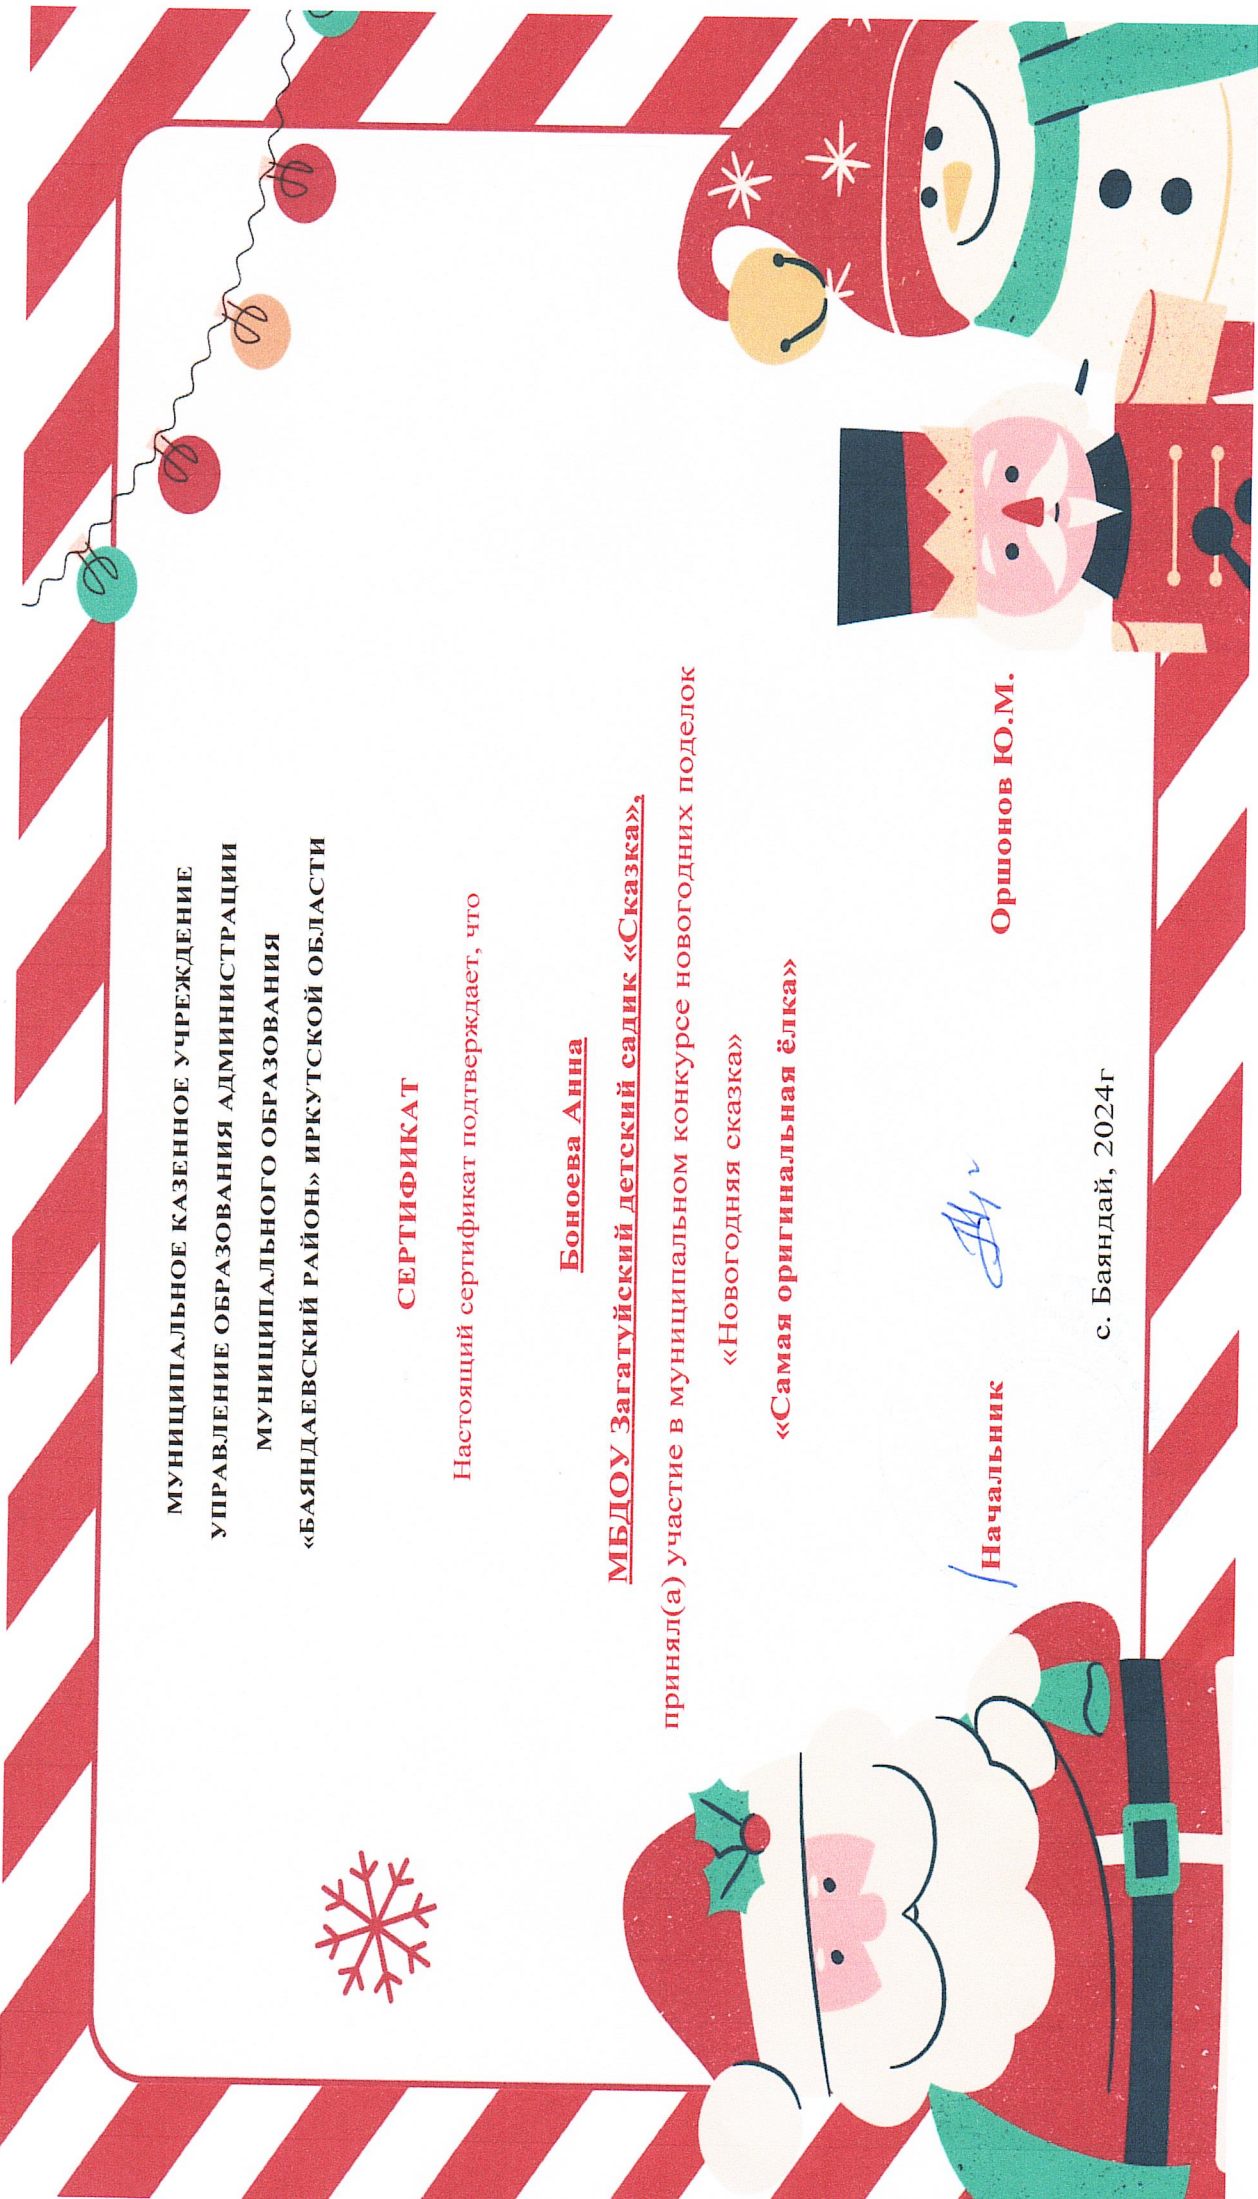 МУНИЦИПАЛЬНОЕ КАЗЕННОЕ УЧРЕЖДЕНИЕ
УПРАВЛЕНИЕ ОБРАЗОВАНИЯ АДМИНИСТРАЦИИ
МУНИЦИПАЛЬНОГО ОБРАЗОВАНИЯ
«БАЯНДАЕВСКИЙ РАЙОН» ИРКУТСКОЙ ОБЛАСТИ
СЕРТИФИКАТ
Настоящий сертификат подтверждает, что
Боноева Анна
МБДОУ Загатуйский детский садик «Сказка»,
принял(а) участие в муниципальном конкурсе новогодних поделок
«Новогодняя сказка»
«Самая оригинальная ёлка»
Начальник Оршонов Ю.М.
с. Баяндай, 2024г